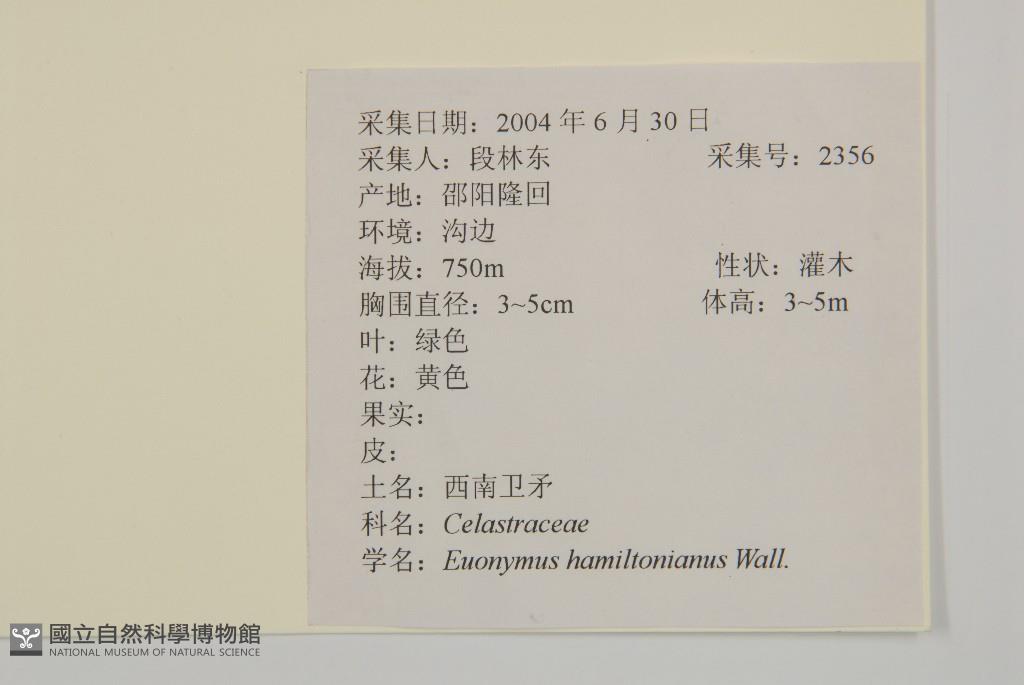 采集日期：2004 年 6 月 30 日
采集人：段林东 采集号：2356
产地：邵阳隆回
环境：沟边
海拔：750m 性状：灌木
胸围直径：3~5cm 体高：3~5m
叶：绿色
花：黄色
果实：
皮：
土名：西南卫矛
科名：Celastraceae
学名：Euonymus hamiltonianus Wall.
國立自然科學博物館
NATIONAL MUSEUM OF NATURAL SCIENCE